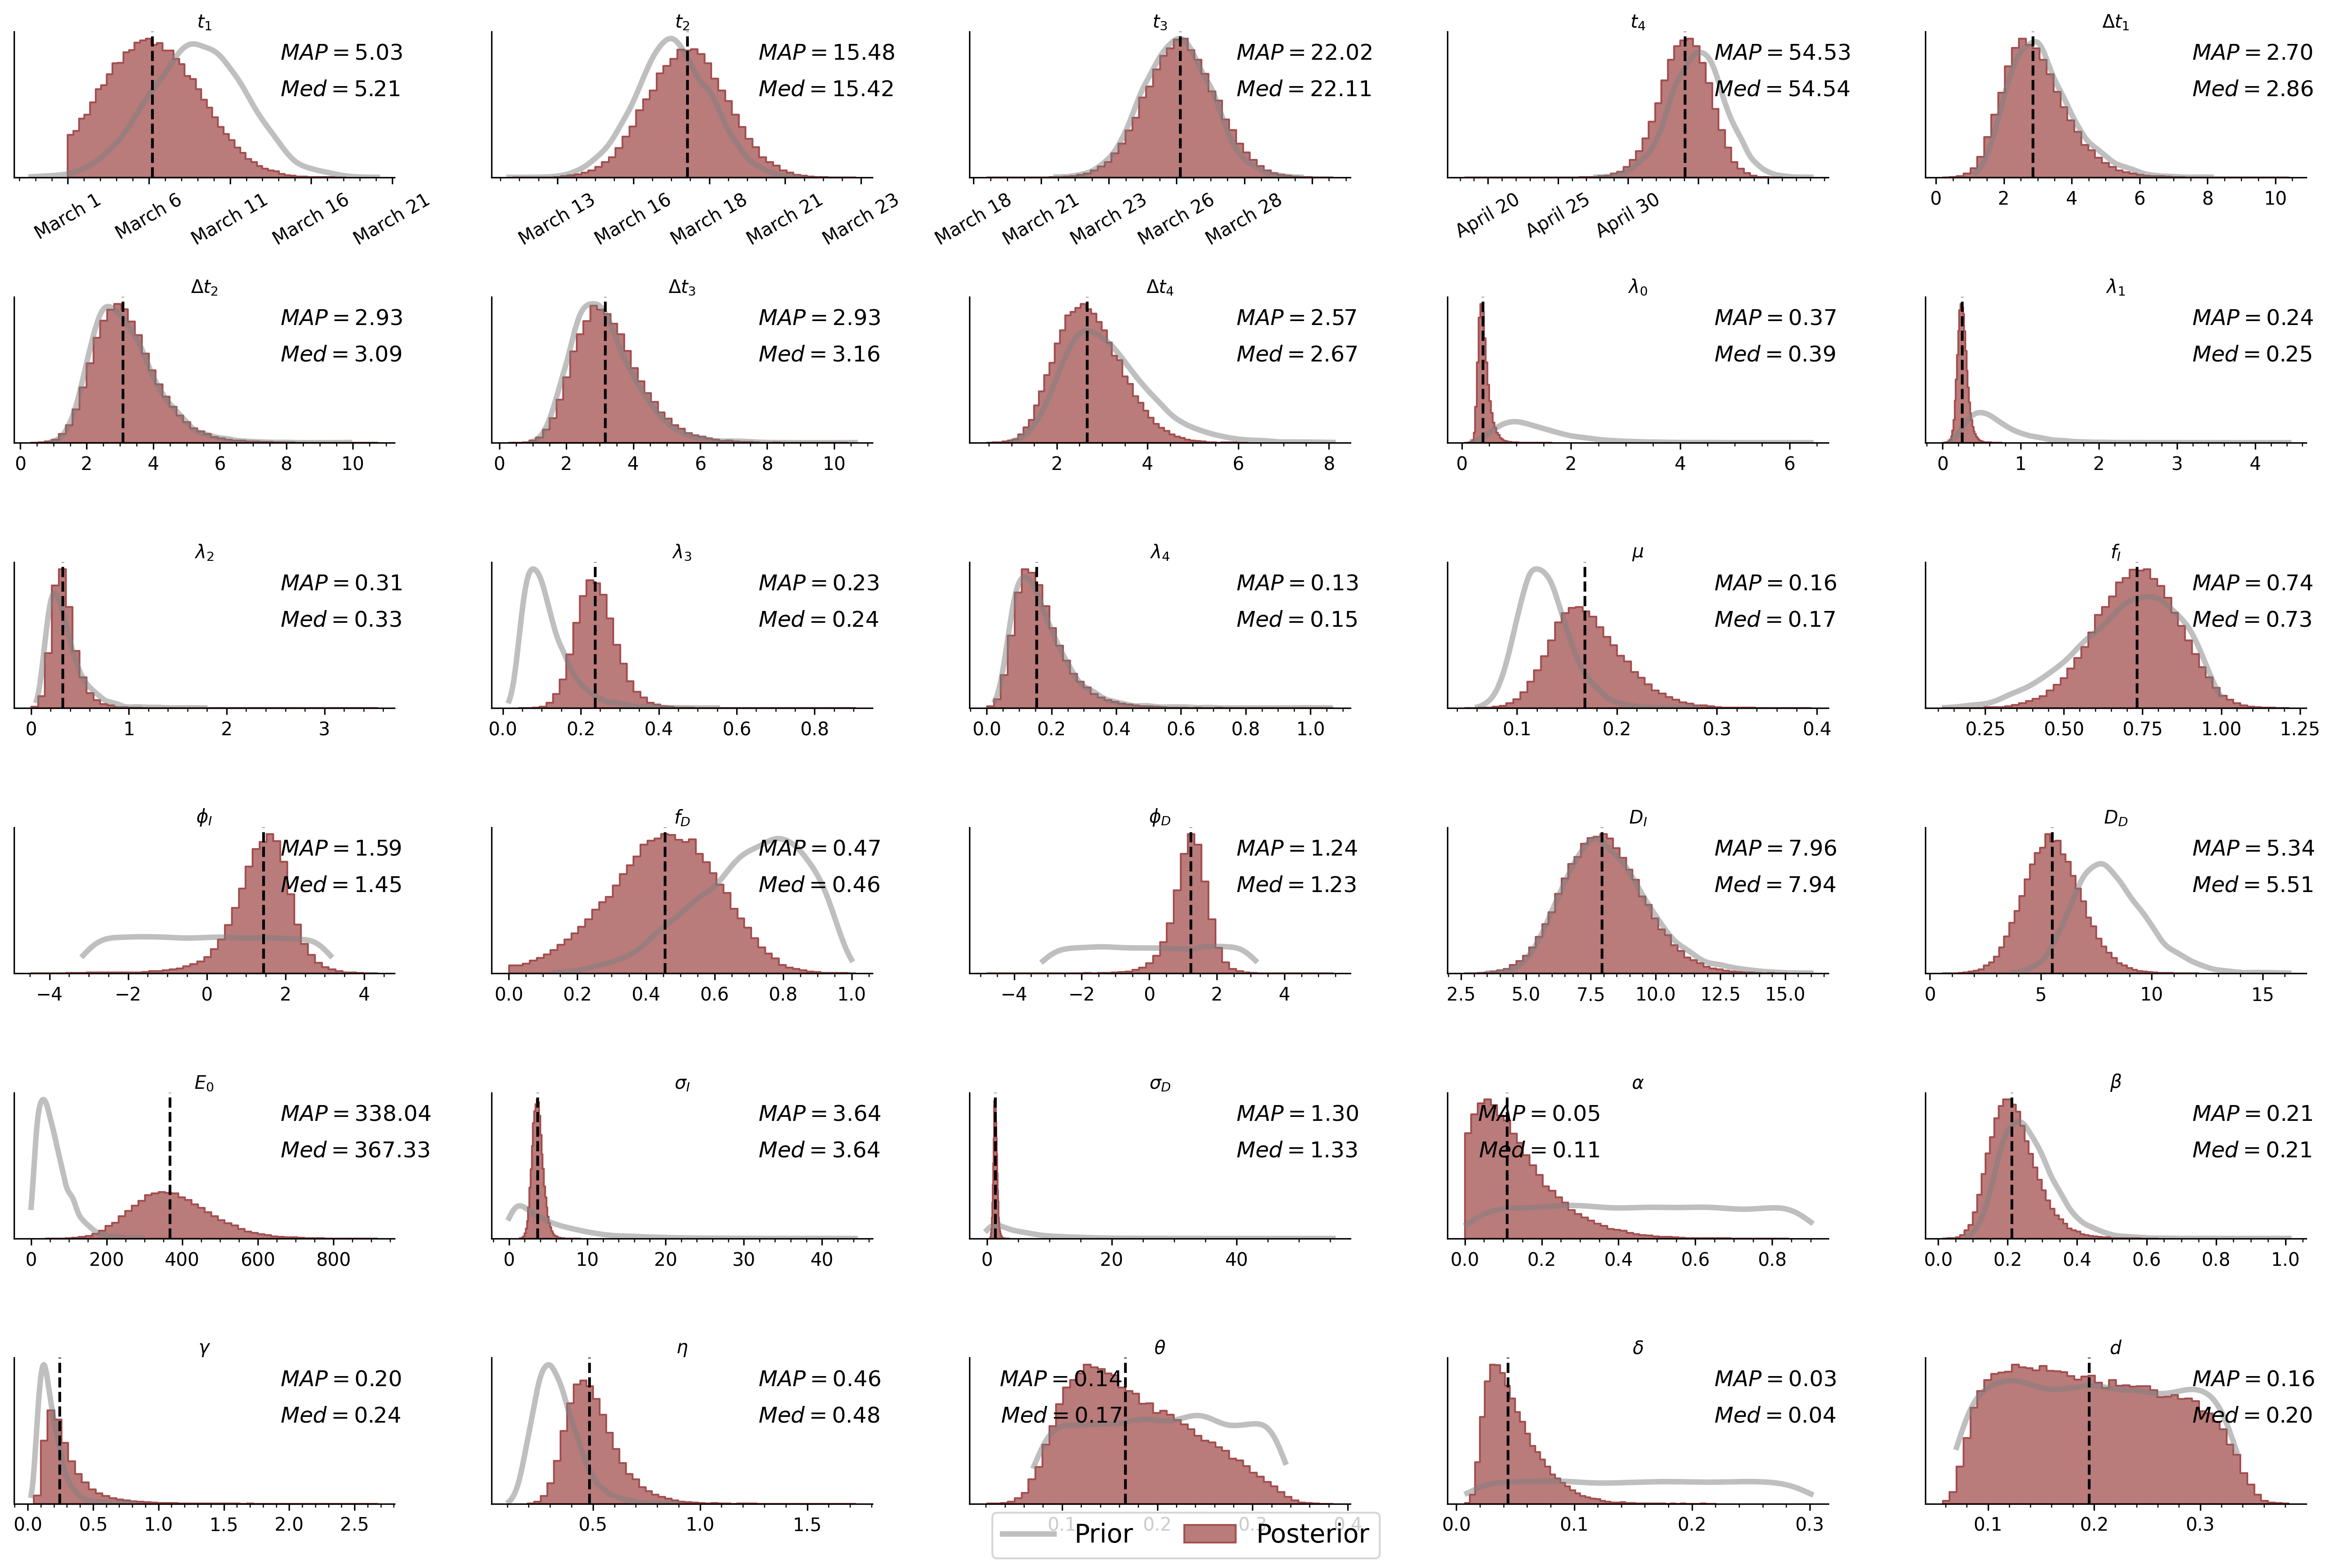 t₁ t₂ t₃ t₄ Δt₁
MAP = 5.03 MAP = 15.48 MAP = 22.02 MAP = 54.53 MAP = 2.70
Med = 5.21 Med = 15.42 Med = 22.11 Med = 54.54 Med = 2.86
0 2 4 6 8 10
March 1 March 6 March 11 March 16 March 21 March 13 March 16 March 18 March 21 March 23 March 18 March 21 March 23 March 26 March 28 April 20 April 25 April 30
Δt₂ Δt₃ Δt₄ λ₀ λ₁
MAP = 2.93 MAP = 2.93 MAP = 2.57 MAP = 0.37 MAP = 0.24
Med = 3.09 Med = 3.16 Med = 2.67 Med = 0.39 Med = 0.25
0 2 4 6 8 10 0 2 4 6 8 10 2 4 6 8 0 2 4 6 0 1 2 3 4
λ₂ λ₃ λ₄ μ f_I
MAP = 0.31 MAP = 0.23 MAP = 0.13 MAP = 0.16 MAP = 0.74
Med = 0.33 Med = 0.24 Med = 0.15 Med = 0.17 Med = 0.73
0 1 2 3 0.0 0.2 0.4 0.6 0.8 0.0 0.2 0.4 0.6 0.8 1.0 0.1 0.2 0.3 0.4 0.25 0.50 0.75 1.00 1.25
ϕ_I f_D ϕ_D D_I D_D
MAP = 1.59 MAP = 0.47 MAP = 1.24 MAP = 7.96 MAP = 5.34
Med = 1.45 Med = 0.46 Med = 1.23 Med = 7.94 Med = 5.51
−4 −2 0 2 4 0.0 0.2 0.4 0.6 0.8 1.0 −4 −2 0 2 4 2.5 5.0 7.5 10.0 12.5 15.0 0 5 10 15
E₀ σ_I σ_D α β
MAP = 338.04 MAP = 3.64 MAP = 1.30 MAP = 0.05 MAP = 0.21
Med = 367.33 Med = 3.64 Med = 1.33 Med = 0.11 Med = 0.21
0 200 400 600 800 0 10 20 30 40 0 20 40 0.0 0.2 0.4 0.6 0.8 0.0 0.2 0.4 0.6 0.8 1.0
γ η θ δ d
MAP = 0.20 MAP = 0.46 MAP = 0.14 MAP = 0.03 MAP = 0.16
Med = 0.24 Med = 0.48 Med = 0.17 Med = 0.04 Med = 0.20
0.0 0.5 1.0 1.5 2.0 2.5 0.5 1.0 1.5 0.1 0.2 0.3 0.4 0.0 0.1 0.2 0.3 0.1 0.2 0.3
Prior Posterior